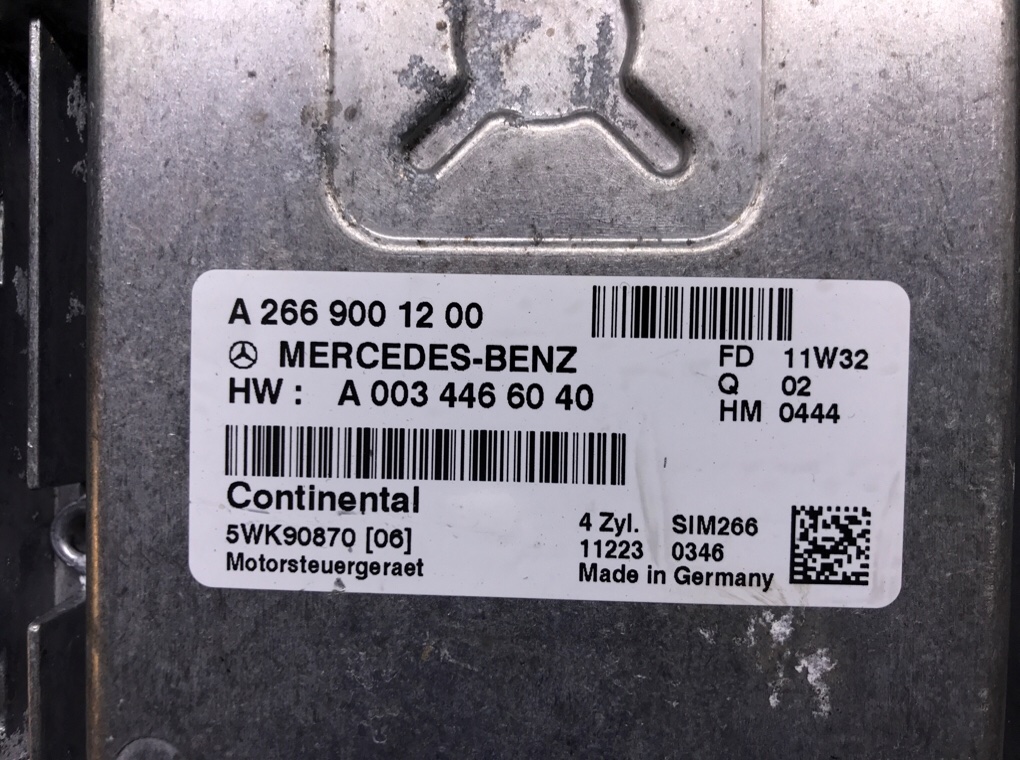 A 266 900 12 00
MERCEDES-BENZ
HW : A 003 446 60 40
FD 11W32
Q 02
HM 0444
Continental
5WK90870 [06]
Motorsteuergeraet
4 Zyl. SIM266
11223 0346
Made in Germany